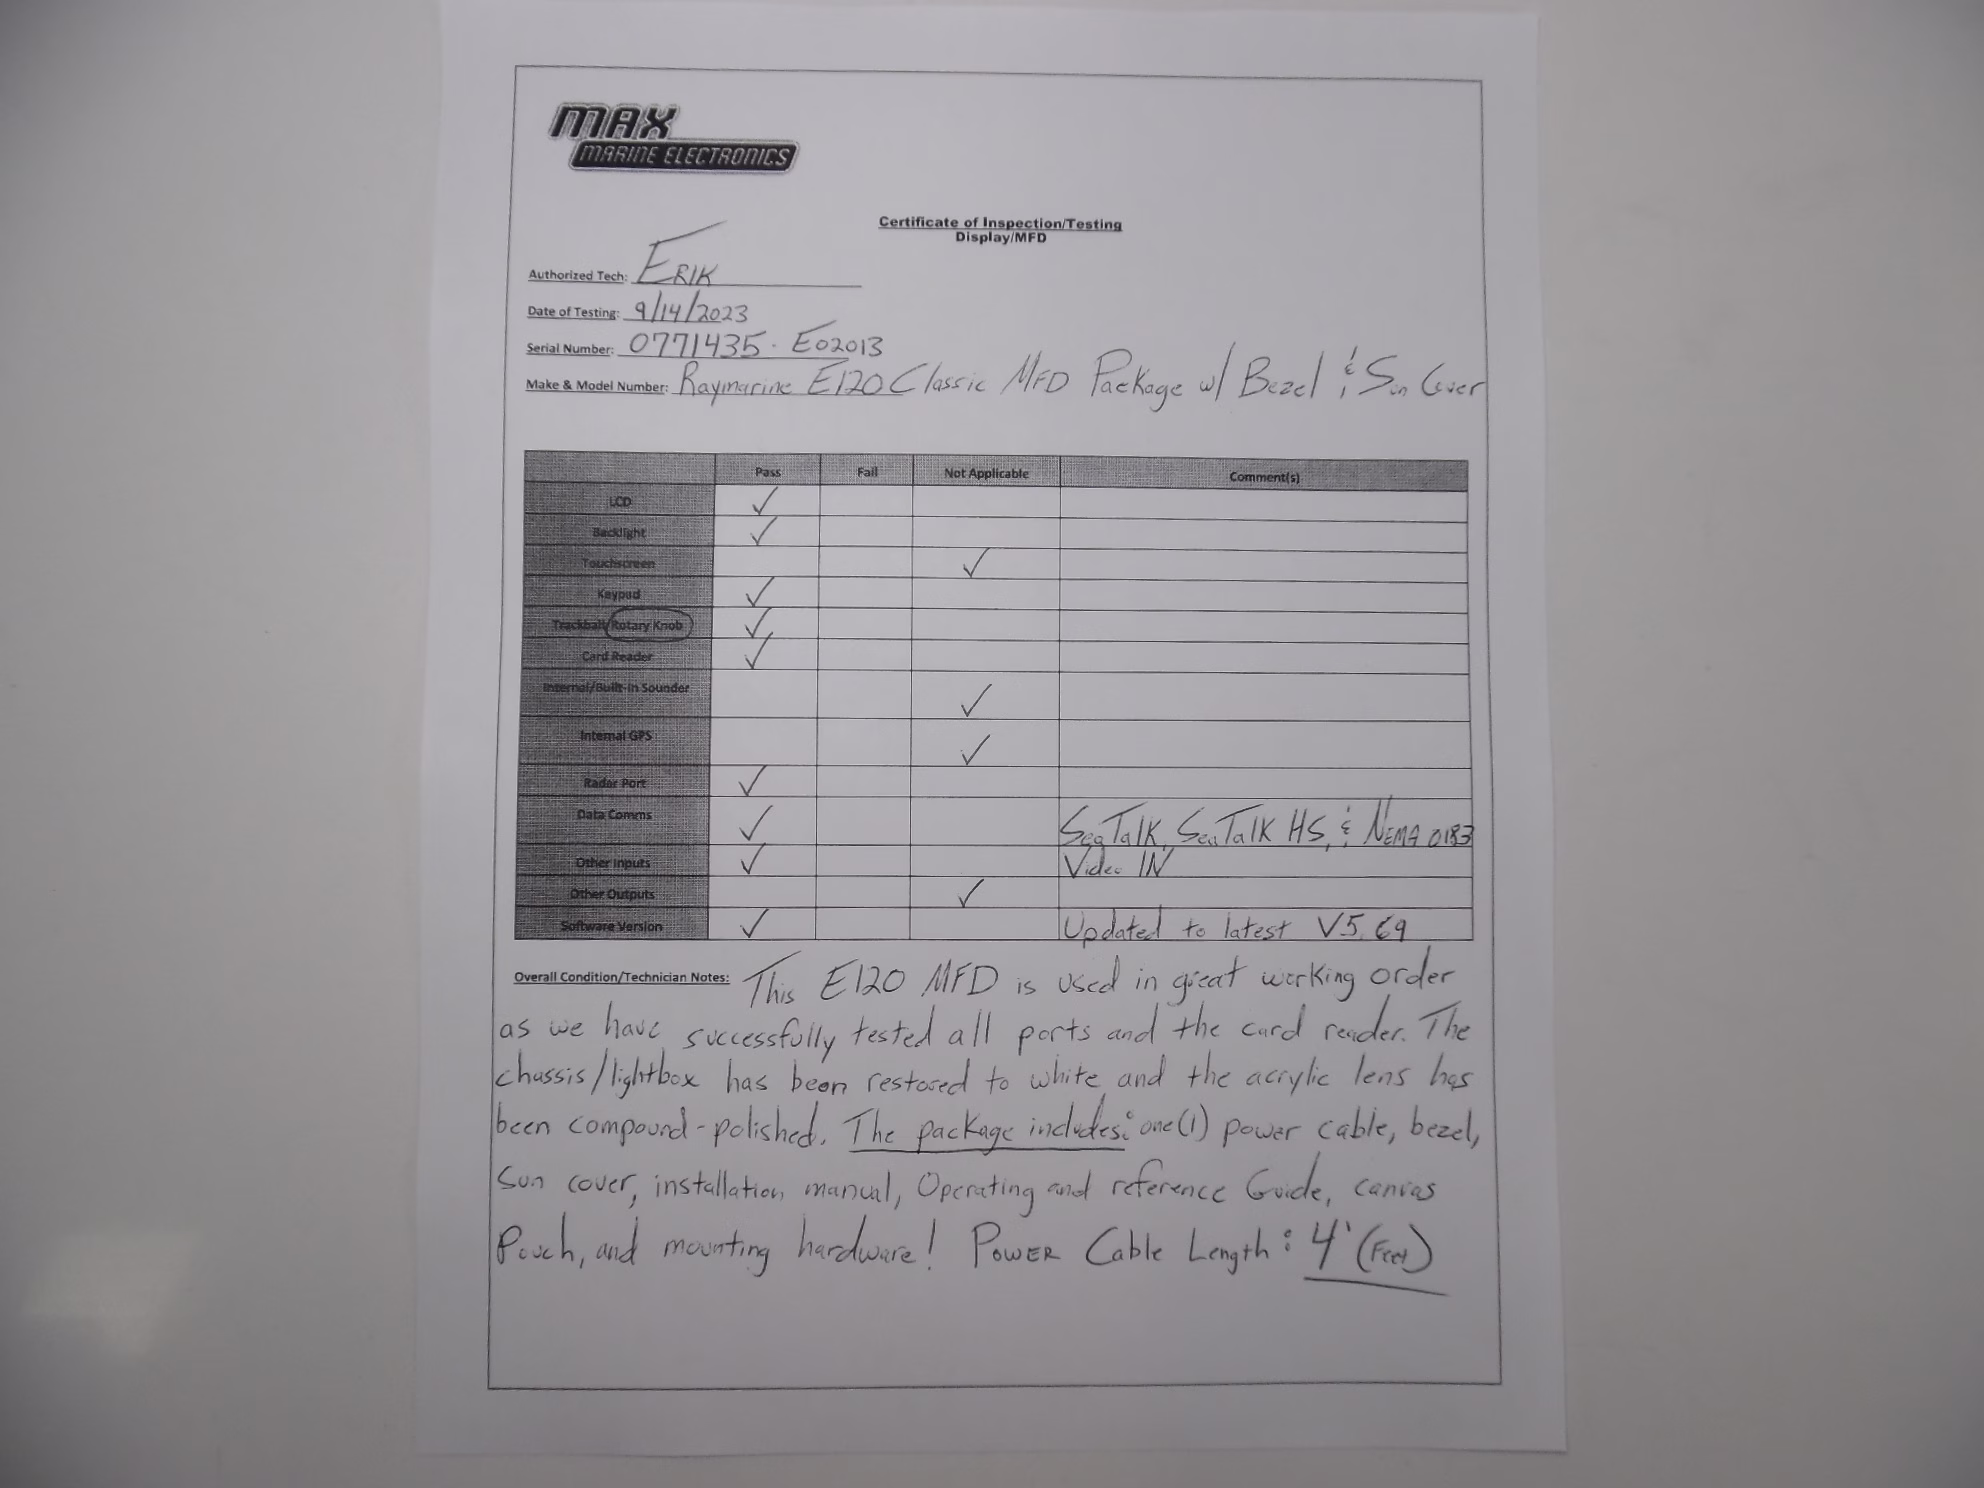 MAX
MARINE ELECTRONICS
Certificate of Inspection/Testing
Display/MFD
Authorized Tech: ERIK
Date of Testing: 9/14/2023
Serial Number: 0771435 · E02013
Make & Model Number: Raymarine E120 Classic MFD Package w/ Bezel & Sun Cover
Pass Fail Not Applicable Comment(s)
LCD ✓
Backlight ✓
Touchscreen ✓
Keypad ✓
Trackball/Rotary Knob ✓
Card Reader ✓
Internal/Built-in Sounder ✓
Internal GPS ✓
Radar Port ✓
Data Comms ✓ SeaTalk, SeaTalk HS, & NEMA 0183
Other Inputs ✓ Video IN
Other Outputs ✓
Software Version ✓ Updated to latest V5.69
Overall Condition/Technician Notes: This E120 MFD is used in great working order
as we have successfully tested all ports and the card reader. The
chassis/lightbox has been restored to white and the acrylic lens has
been compound-polished. The package includes: one(1) power cable, bezel,
Sun cover, installation manual, Operating and reference Guide, canvas
Pouch, and mounting hardware! Power Cable Length: 4' (Feet)